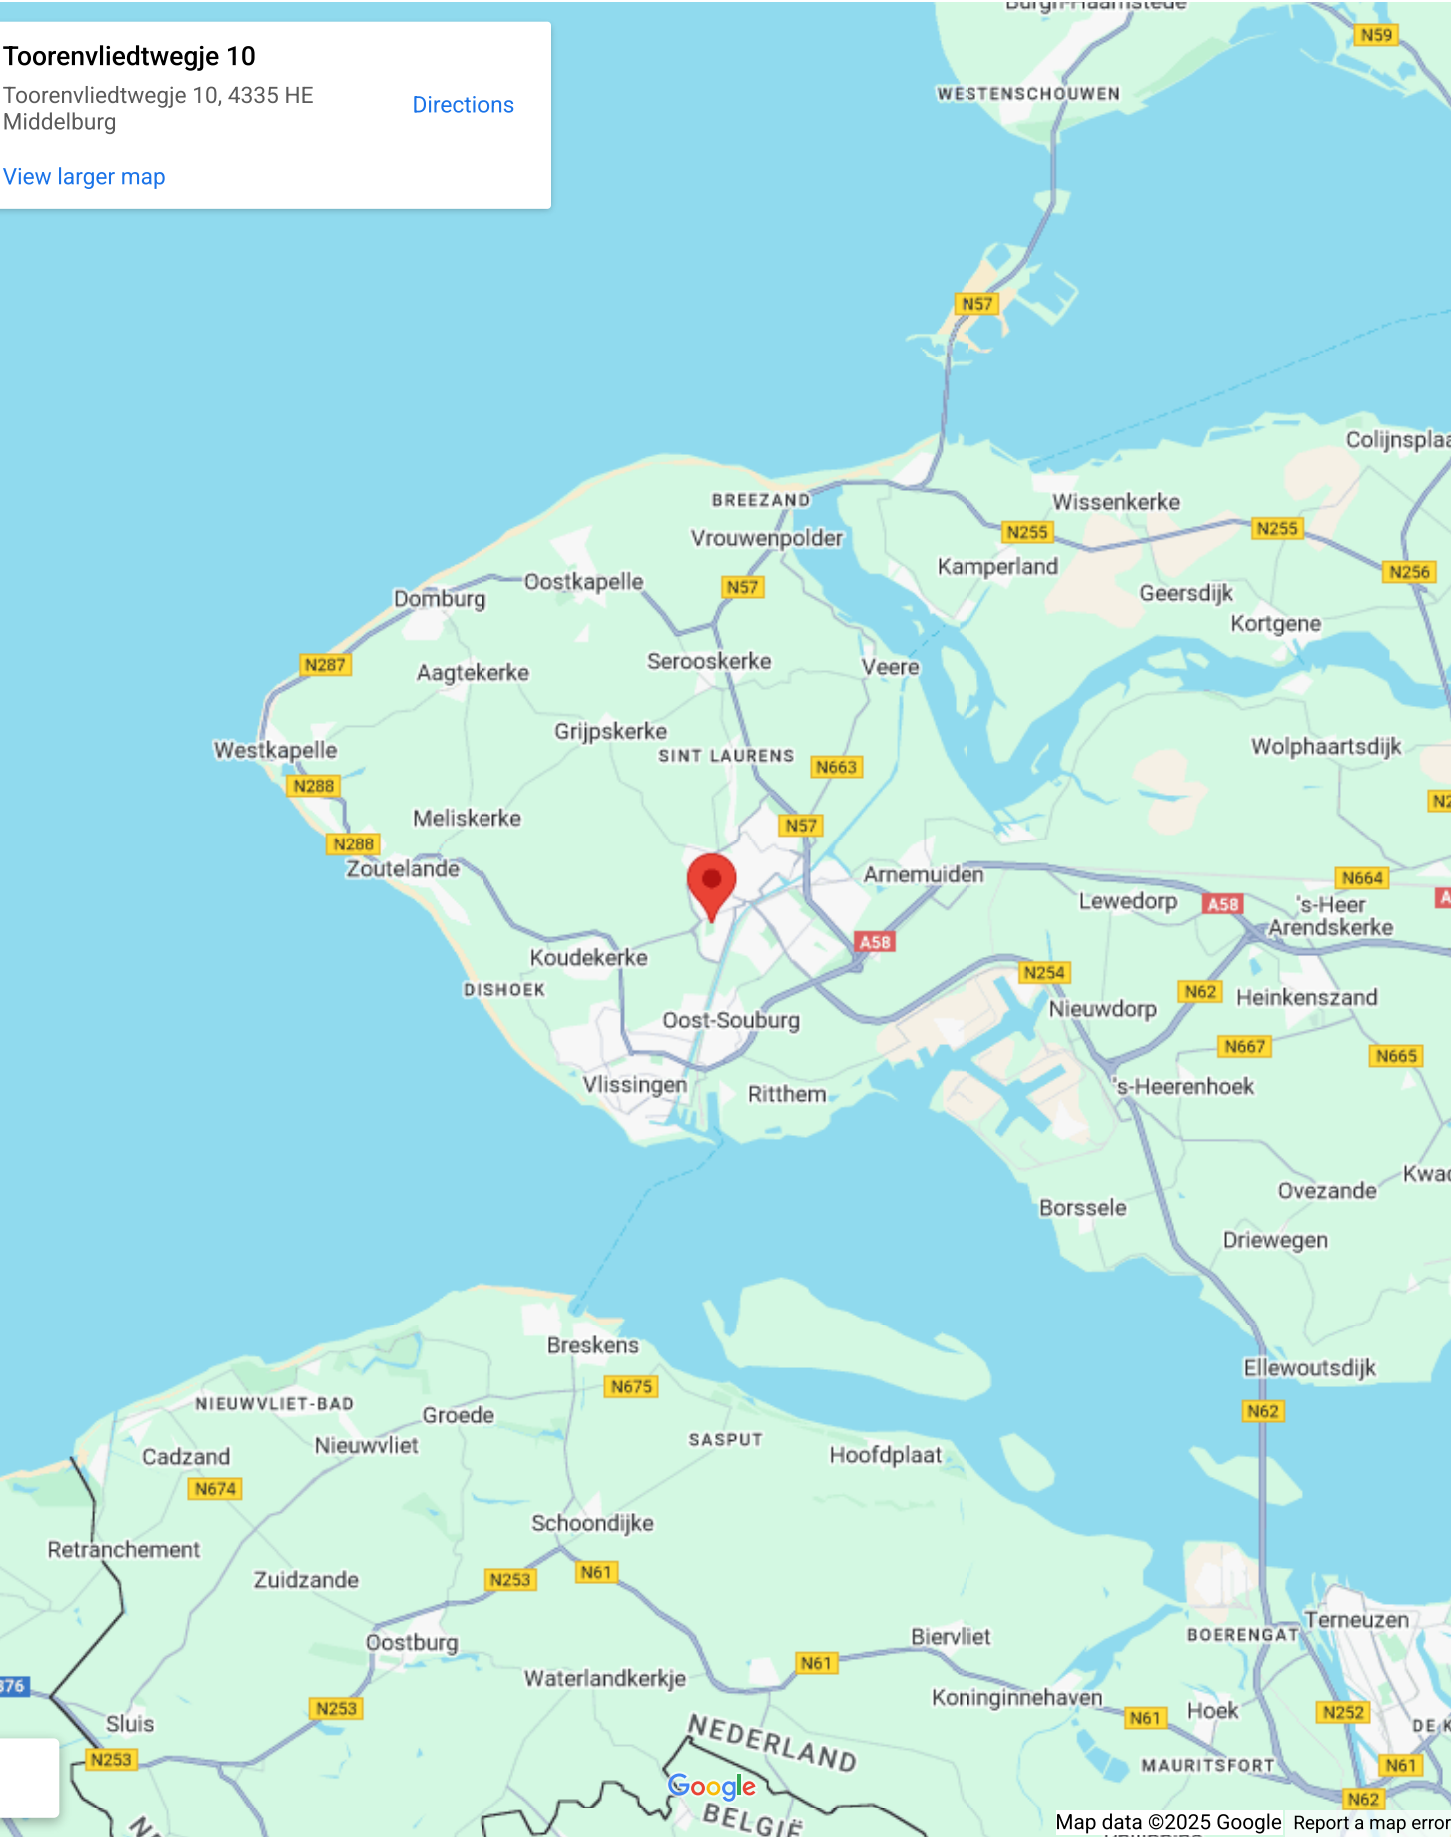 Toorenvliedtwegje 10
Toorenvliedtwegje 10, 4335 HE
Middelburg
Directions
View larger map
N59
WESTENSCHOUWEN
N57
Colijnsplaa
BREEZAND
Wissenkerke
Vrouwenpolder
N255
N255
Kamperland
N256
Oostkapelle
N57
Domburg
Geersdijk
Kortgene
N287
Serooskerke
Veere
Aagtekerke
Grijpskerke
Westkapelle
SINT LAURENS
N663
Wolphaartsdijk
N288
N2
Meliskerke
N57
N288
Zoutelande
Arnemuiden
N664
Lewedorp
A58
's-Heer
Arendskerke
A
A58
Koudekerke
N254
DISHOEK
N62
Heinkenszand
Nieuwdorp
Oost-Souburg
N667
N665
Vlissingen
Ritthem
's-Heerenhoek
Kwad
Ovezande
Borssele
Driewegen
Breskens
Ellewoutsdijk
N675
NIEUWVLIET-BAD
Groede
N62
Nieuwvliet
SASPUT
Cadzand
Hoofdplaat
N674
Schoondijke
Retranchement
N61
Zuidzande
N253
Terneuzen
Oostburg
Biervliet
BOERENGAT
N61
Waterlandkerkje
376
Koninginnehaven
N253
Hoek
N61
N252
Sluis
DE K
NEDERLAND
N253
MAURITSFORT
N61
Google
N62
BELGIË
Map data ©2025 Google
Report a map error